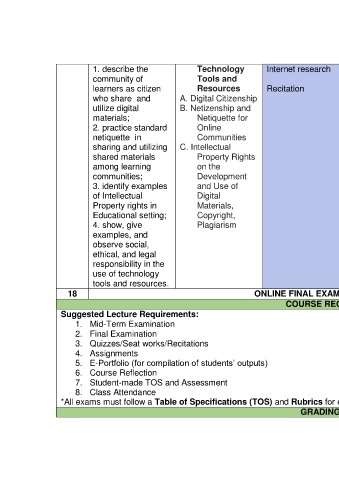 1. describe the
community of
learners as citizen
who share and
utilize digital
materials;
2. practice standard
netiquette in
sharing and utilizing
shared materials
among learning
communities;
3. identify examples
of Intellectual
Property rights in
Educational setting;
4. show, give
examples, and
observe social,
ethical, and legal
responsibility in the
use of technology
tools and resources.
Technology
Tools and
Resources
A. Digital Citizenship
B. Netizenship and
Netiquette for
Online
Communities
C. Intellectual
Property Rights
on the
Development
and Use of
Digital
Materials,
Copyright,
Plagiarism
Internet research
Recitation
18 ONLINE FINAL EXAM
COURSE REQ
Suggested Lecture Requirements:
1. Mid-Term Examination
2. Final Examination
3. Quizzes/Seat works/Recitations
4. Assignments
5. E-Portfolio (for compilation of students' outputs)
6. Course Reflection
7. Student-made TOS and Assessment
8. Class Attendance
*All exams must follow a Table of Specifications (TOS) and Rubrics for
GRADING